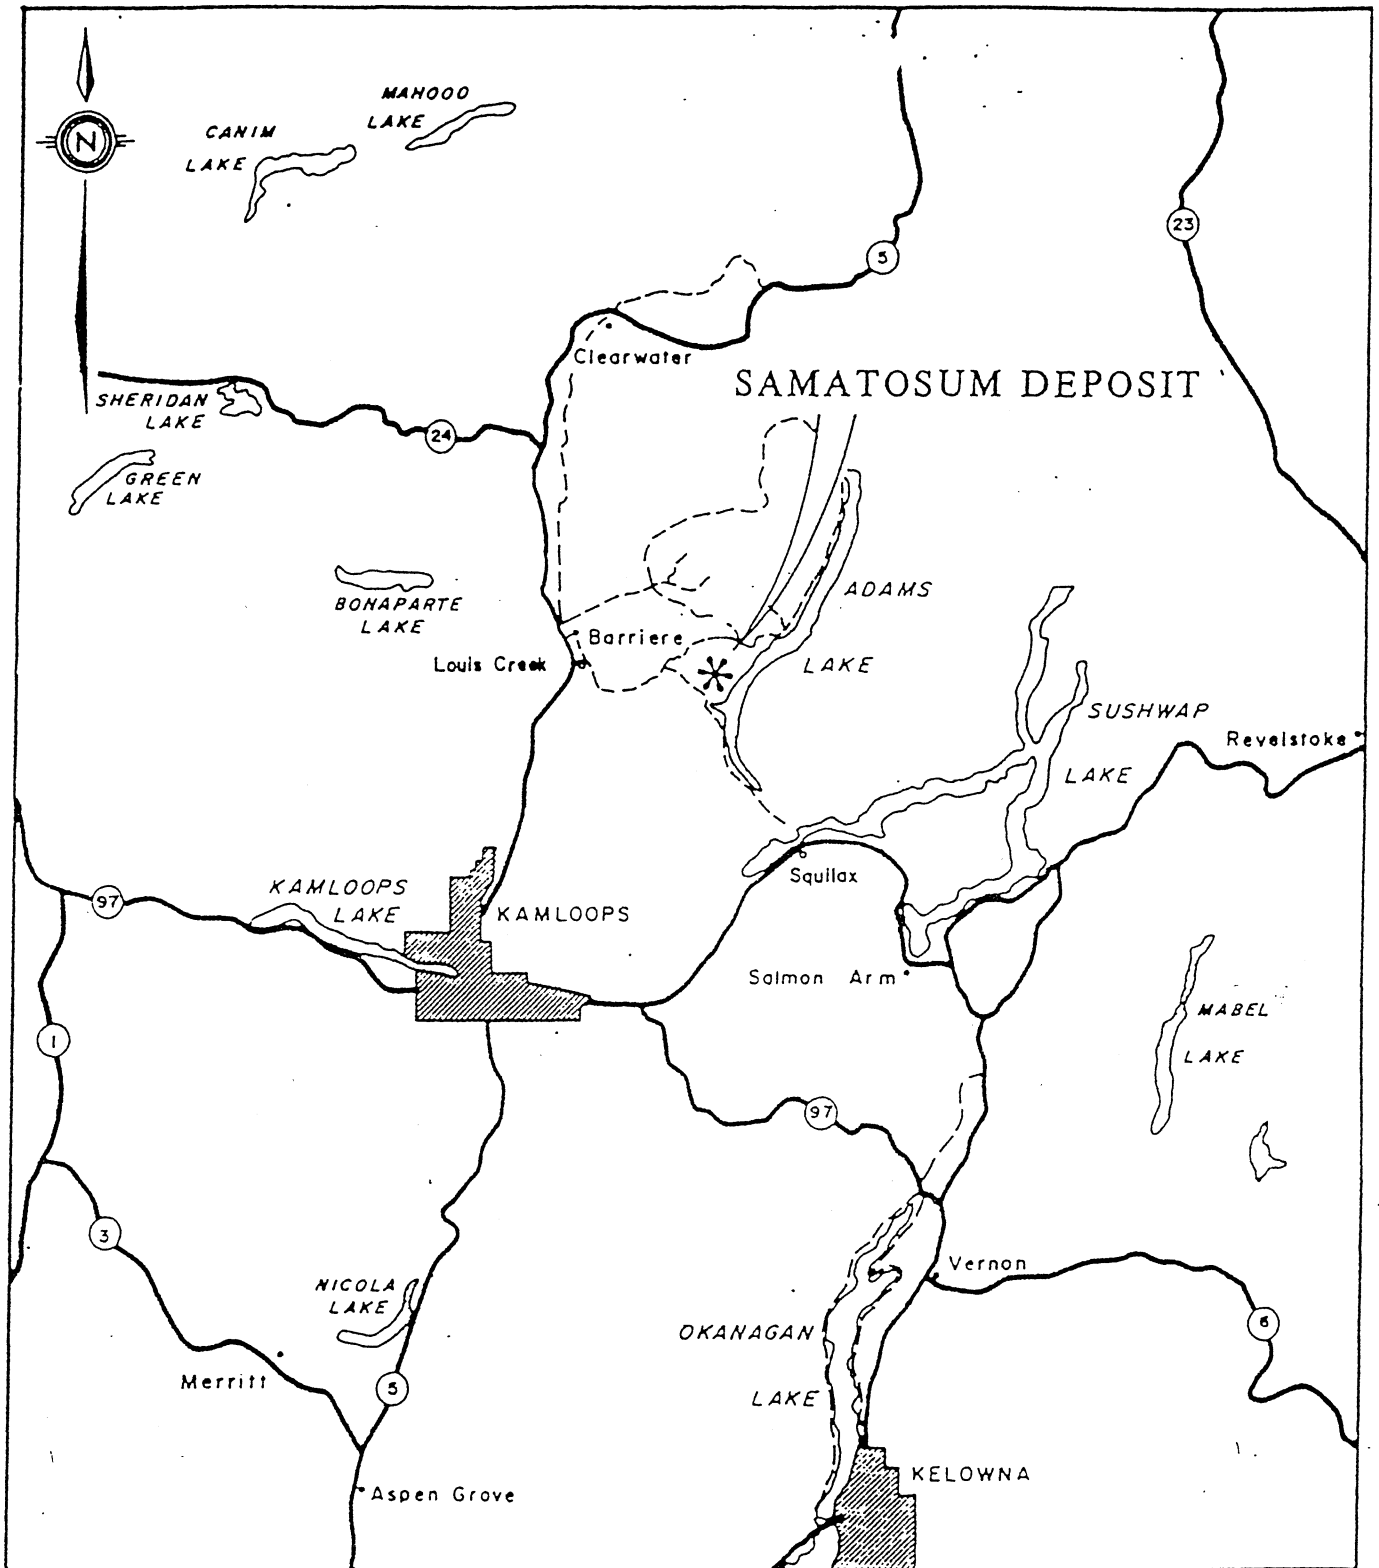 MAHOOD
LAKE
CANIM
LAKE
N
23
5
Clearwater
SAMATOSUM DEPOSIT
SHERIDAN
LAKE
24
GREEN
LAKE
BONAPARTE
LAKE
ADAMS
LAKE
Barriere
Louis Creek
SUSHWAP
LAKE
Revelstoke
Squilax
KAMLOOPS
LAKE
97
KAMLOOPS
Salmon Arm
MABEL
LAKE
1
97
3
Vernon
NICOLA
LAKE
6
OKANAGAN
LAKE
Merritt
5
KELOWNA
Aspen Grove